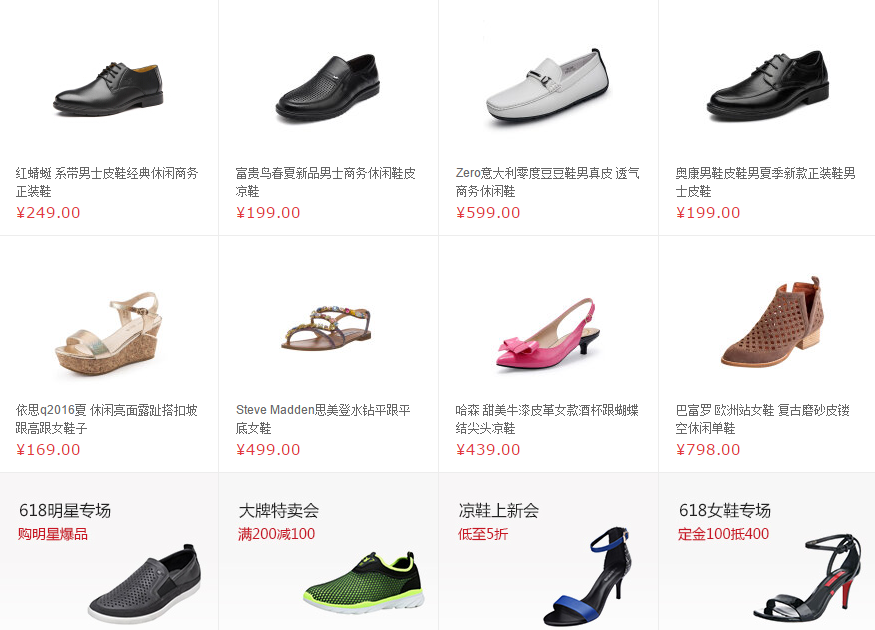 红蜻蜓 系带男士皮鞋经典休闲商务
正装鞋
¥249.00
富贵鸟春夏新品男士商务休闲鞋皮
凉鞋
¥199.00
Zero意大利零度豆豆鞋男真皮 透气
商务休闲鞋
¥599.00
奥康男鞋皮鞋男夏季新款正装鞋男
士皮鞋
¥199.00
依思q2016夏 休闲亮面露趾搭扣坡
跟高跟女鞋子
¥169.00
Steve Madden思美登水钻平跟平
底女鞋
¥499.00
哈森 甜美牛漆皮革女款酒杯跟蝴蝶
结尖头凉鞋
¥439.00
巴富罗 欧洲站女鞋 复古磨砂皮镂
空休闲单鞋
¥798.00
618明星专场
购明星爆品
大牌特卖会
满200减100
凉鞋上新会
低至5折
618女鞋专场
定金100抵400